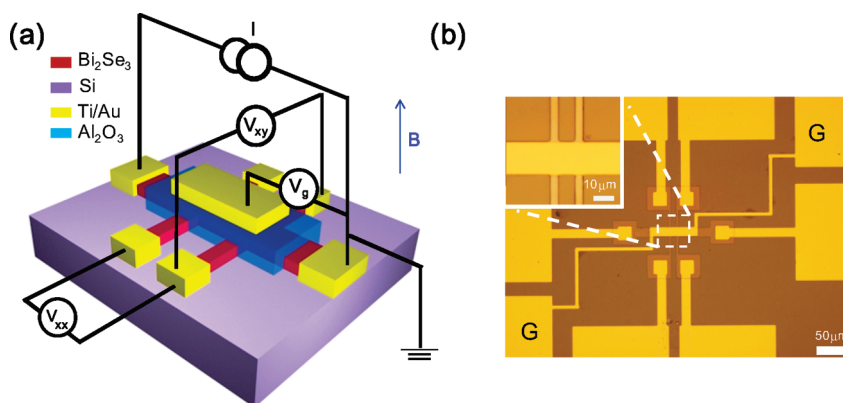 (a)
I
Bi₂Se₃
Si
Ti/Au
Al₂O₃
Vxy
B
Vg
Vxx
(b)
G
10μm
G
50μm